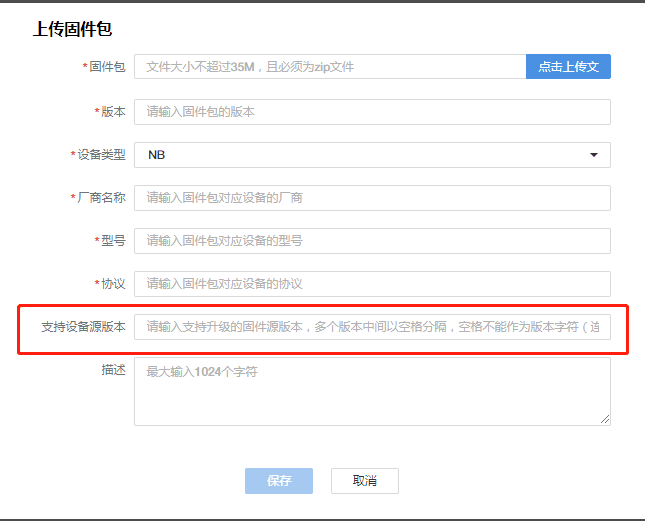 上传固件包
*固件包 文件大小不超过35M，且必须为zip文件 点击上传文
*版本 请输入固件包的版本
*设备类型 NB
*厂商名称 请输入固件包对应设备的厂商
*型号 请输入固件包对应设备的型号
*协议 请输入固件包对应设备的协议
支持设备源版本 请输入支持升级的固件源版本，多个版本中间以空格分隔，空格不能作为版本字符（连
描述 最大输入1024个字符
保存 取消